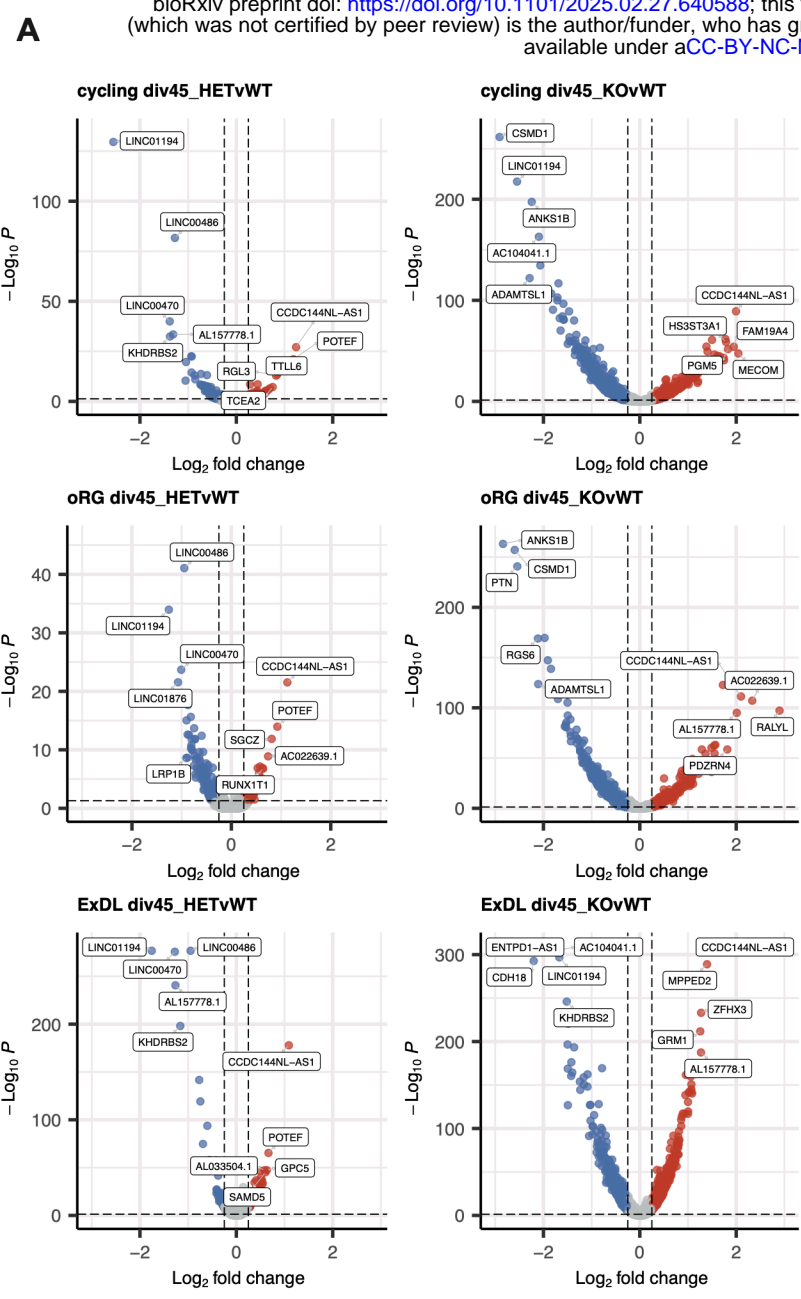 bioRxiv preprint doi: https://doi.org/10.1101/2025.02.27.640588; this
(which was not certified by peer review) is the author/funder, who has
available under aCC-BY-NC-
A
cycling div45_HETvWT
LINC01194
LINC00486
LINC00470
AL157778.1
KHDRBS2
CCDC144NL−AS1
POTEF
RGL3
TTLL6
TCEA2
100
50
0
−Log10 P
−2 0 2
Log2 fold change
cycling div45_KOvWT
CSMD1
LINC01194
ANKS1B
AC104041.1
ADAMTSL1
CCDC144NL−AS1
HS3ST3A1
FAM19A4
PGM5
MECOM
200
100
0
−Log10 P
−2 0 2
Log2 fold change
oRG div45_HETvWT
LINC00486
LINC01194
LINC00470
LINC01876
CCDC144NL−AS1
POTEF
SGCZ
AC022639.1
LRP1B
RUNX1T1
40
30
20
10
0
−Log10 P
−2 0 2
Log2 fold change
oRG div45_KOvWT
ANKS1B
CSMD1
PTN
RGS6
ADAMTSL1
CCDC144NL−AS1
AC022639.1
AL157778.1
RALYL
PDZRN4
200
100
0
−Log10 P
−2 0 2
Log2 fold change
ExDL div45_HETvWT
LINC01194
LINC00486
LINC00470
AL157778.1
KHDRBS2
CCDC144NL−AS1
POTEF
AL033504.1
GPC5
SAMD5
200
100
0
−Log10 P
−2 0 2
Log2 fold change
ExDL div45_KOvWT
ENTPD1−AS1
AC104041.1
CCDC144NL−AS1
CDH18
LINC01194
MPPED2
KHDRBS2
ZFHX3
GRM1
AL157778.1
300
200
100
0
−Log10 P
−2 0 2
Log2 fold change